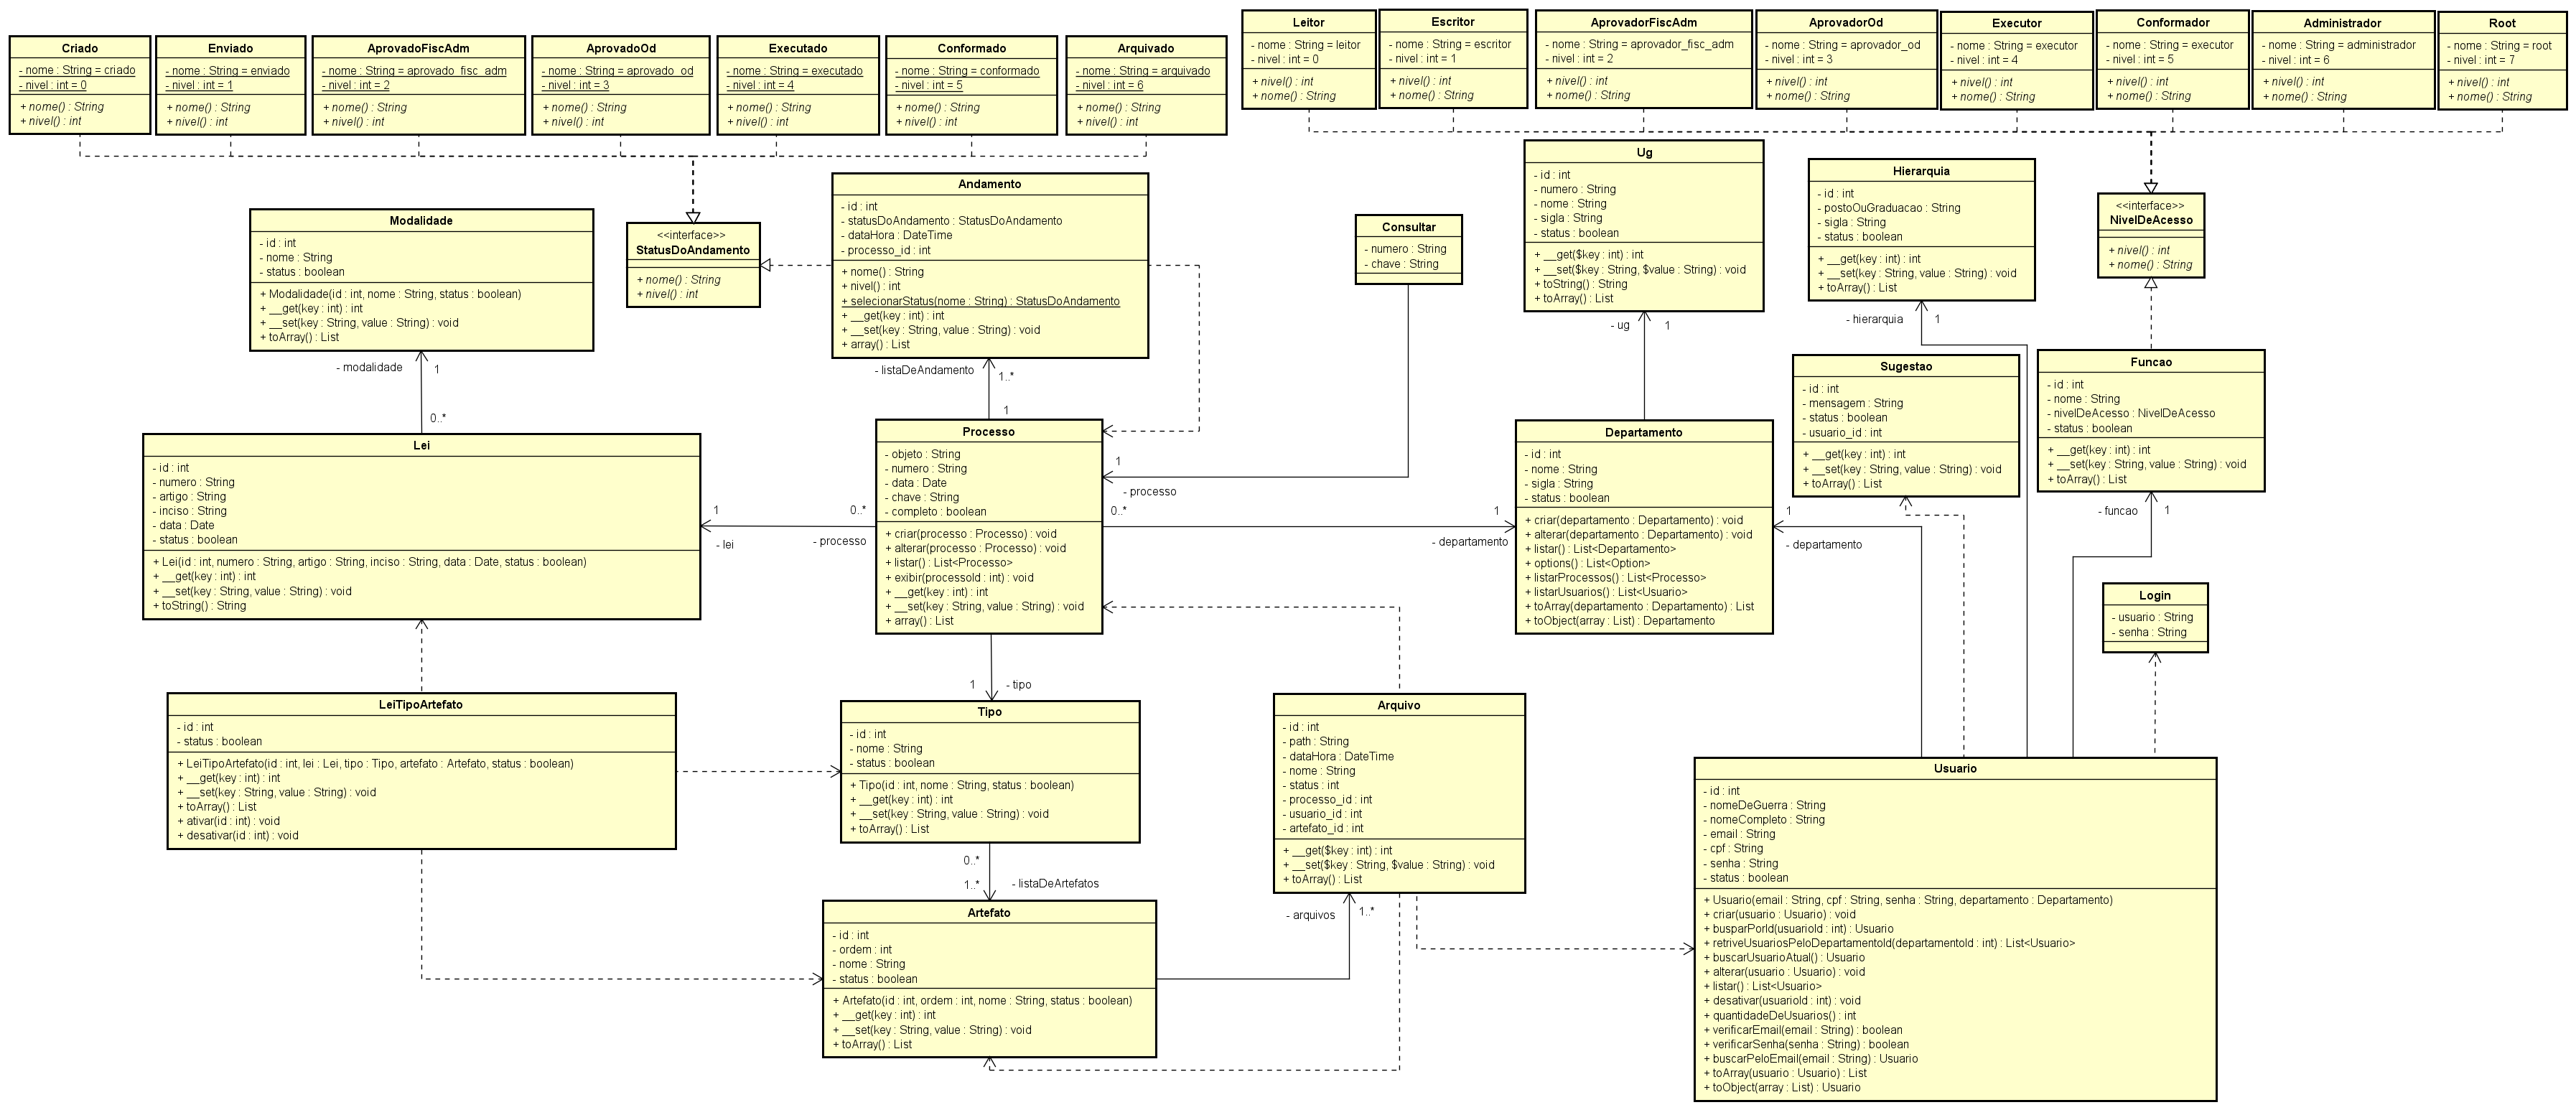 Criado
- nome : String = criado
- nivel : int = 0
+ nome() : String
+ nivel() : int
Enviado
- nome : String = enviado
- nivel : int = 1
+ nome() : String
+ nivel() : int
AprovadoFiscAdm
- nome : String = aprovado_fisc_adm
- nivel : int = 2
+ nome() : String
+ nivel() : int
AprovadoOd
- nome : String = aprovado_od
- nivel : int = 3
+ nome() : String
+ nivel() : int
Executado
- nome : String = executado
- nivel : int = 4
+ nome() : String
+ nivel() : int
Conformado
- nome : String = conformado
- nivel : int = 5
+ nome() : String
+ nivel() : int
Arquivado
- nome : String = arquivado
- nivel : int = 6
+ nome() : String
+ nivel() : int
Leitor
- nome : String = leitor
- nivel : int = 0
+ nivel() : int
+ nome() : String
Escritor
- nome : String = escritor
- nivel : int = 1
+ nivel() : int
+ nome() : String
AprovadorFiscAdm
- nome : String = aprovador_fisc_adm
- nivel : int = 2
+ nivel() : int
+ nome() : String
AprovadorOd
- nome : String = aprovador_od
- nivel : int = 3
+ nivel() : int
+ nome() : String
Executor
- nome : String = executor
- nivel : int = 4
+ nivel() : int
+ nome() : String
Conformador
- nome : String = executor
- nivel : int = 5
+ nivel() : int
+ nome() : String
Administrador
- nome : String = administrador
- nivel : int = 6
+ nivel() : int
+ nome() : String
Root
- nome : String = root
- nivel : int = 7
+ nivel() : int
+ nome() : String
Modalidade
- id : int
- nome : String
- status : boolean
+ Modalidade(id : int, nome : String, status : boolean)
+ __get(key : int) : int
+ __set(key : String, value : String) : void
+ toArray() : List
<<interface>>
StatusDoAndamento
+ nome() : String
+ nivel() : int
Andamento
- id : int
- statusDoAndamento : StatusDoAndamento
- dataHora : DateTime
- processo_id : int
+ nome() : String
+ nivel() : int
+ selecionarStatus(nome : String) : StatusDoAndamento
+ __get(key : int) : int
+ __set(key : String, value : String) : void
+ array() : List
Consultar
- numero : String
- chave : String
Ug
- id : int
- numero : String
- nome : String
- sigla : String
- status : boolean
+ __get($key : int) : int
+ __set($key : String, $value : String) : void
+ toString() : String
+ toArray() : List
Hierarquia
- id : int
- postoOuGraduacao : String
- sigla : String
- status : boolean
+ __get(key : int) : int
+ __set(key : String, value : String) : void
+ toArray() : List
<<interface>>
NivelDeAcesso
+ nivel() : int
+ nome() : String
- modalidade
1
0..*
- listaDeAndamento
1..*
1
- ug
1
- hierarquia
1
Sugestao
- id : int
- mensagem : String
- status : boolean
- usuario_id : int
+ __get(key : int) : int
+ __set(key : String, value : String) : void
+ toArray() : List
Funcao
- id : int
- nome : String
- nivelDeAcesso : NivelDeAcesso
- status : boolean
+ __get(key : int) : int
+ __set(key : String, value : String) : void
+ toArray() : List
Lei
- id : int
- numero : String
- artigo : String
- inciso : String
- data : Date
- status : boolean
+ Lei(id : int, numero : String, artigo : String, inciso : String, data : Date, status : boolean)
+ __get(key : int) : int
+ __set(key : String, value : String) : void
+ toString() : String
1
- lei
0..*
- processo
Processo
- objeto : String
- numero : String
- data : Date
- chave : String
- completo : boolean
+ criar(processo : Processo) : void
+ alterar(processo : Processo) : void
+ listar() : List<Processo>
+ exibir(processoId : int) : void
+ __get(key : int) : int
+ __set(key : String, value : String) : void
+ array() : List
1
- processo
0..*
1
- departamento
Departamento
- id : int
- nome : String
- sigla : String
- status : boolean
+ criar(departamento : Departamento) : void
+ alterar(departamento : Departamento) : void
+ listar() : List<Departamento>
+ options() : List<Option>
+ listarProcessos() : List<Processo>
+ listarUsuarios() : List<Usuario>
+ toArray(departamento : Departamento) : List
+ toObject(array : List) : Departamento
1
- departamento
- funcao
1
Login
- usuario : String
- senha : String
LeiTipoArtefato
- id : int
- status : boolean
+ LeiTipoArtefato(id : int, lei : Lei, tipo : Tipo, artefato : Artefato, status : boolean)
+ __get(key : int) : int
+ __set(key : String, value : String) : void
+ toArray() : List
+ ativar(id : int) : void
+ desativar(id : int) : void
1
- tipo
Tipo
- id : int
- nome : String
- status : boolean
+ Tipo(id : int, nome : String, status : boolean)
+ __get(key : int) : int
+ __set(key : String, value : String) : void
+ toArray() : List
0..*
1..*
- listaDeArtefatos
Arquivo
- id : int
- path : String
- dataHora : DateTime
- nome : String
- status : int
- processo_id : int
- usuario_id : int
- artefato_id : int
+ __get($key : int) : int
+ __set($key : String, $value : String) : void
+ toArray() : List
- arquivos
1..*
Artefato
- id : int
- ordem : int
- nome : String
- status : boolean
+ Artefato(id : int, ordem : int, nome : String, status : boolean)
+ __get(key : int) : int
+ __set(key : String, value : String) : void
+ toArray() : List
Usuario
- id : int
- nomeDeGuerra : String
- nomeCompleto : String
- email : String
- cpf : String
- senha : String
- status : boolean
+ Usuario(email : String, cpf : String, senha : String, departamento : Departamento)
+ criar(usuario : Usuario) : void
+ busparPorId(usuarioId : int) : Usuario
+ retriveUsuariosPeloDepartamentoId(departamentoId : int) : List<Usuario>
+ buscarUsuarioAtual() : Usuario
+ alterar(usuario : Usuario) : void
+ listar() : List<Usuario>
+ desativar(usuarioId : int) : void
+ quantidadeDeUsuarios() : int
+ verificarEmail(email : String) : boolean
+ verificarSenha(senha : String) : boolean
+ buscarPeloEmail(email : String) : Usuario
+ toArray(usuario : Usuario) : List
+ toObject(array : List) : Usuario